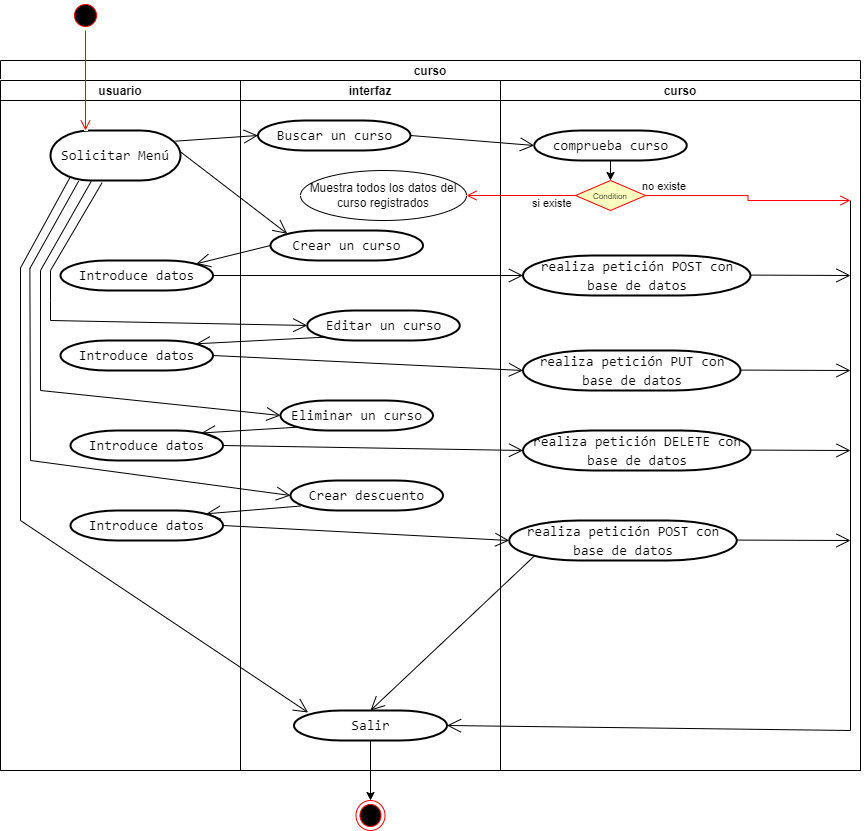 curso
usuario
interfaz
curso
Solicitar Menú
Buscar un curso
comprueba curso
Muestra todos los datos del
curso registrados
si existe
Condition
no existe
Crear un curso
Introduce datos
realiza petición POST con
base de datos
Editar un curso
Introduce datos
realiza petición PUT con
base de datos
Eliminar un curso
Introduce datos
realiza petición DELETE con
base de datos
Crear descuento
Introduce datos
realiza petición POST con
base de datos
Salir